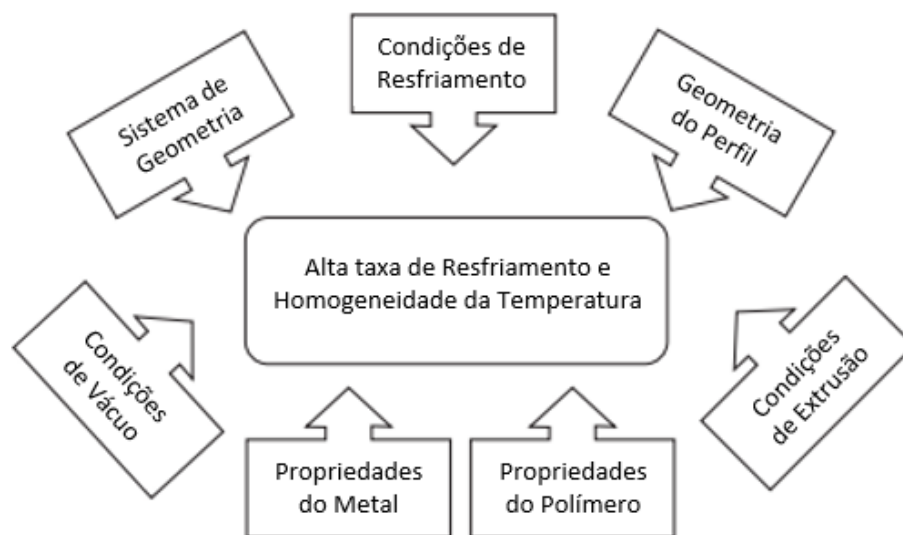 Condições de
Resfriamento
Sistema de
Geometria
Geometria
do Perfil
Alta taxa de Resfriamento e
Homogeneidade da Temperatura
Condições
de Vácuo
Condições
de Extrusão
Propriedades
do Metal
Propriedades
do Polímero